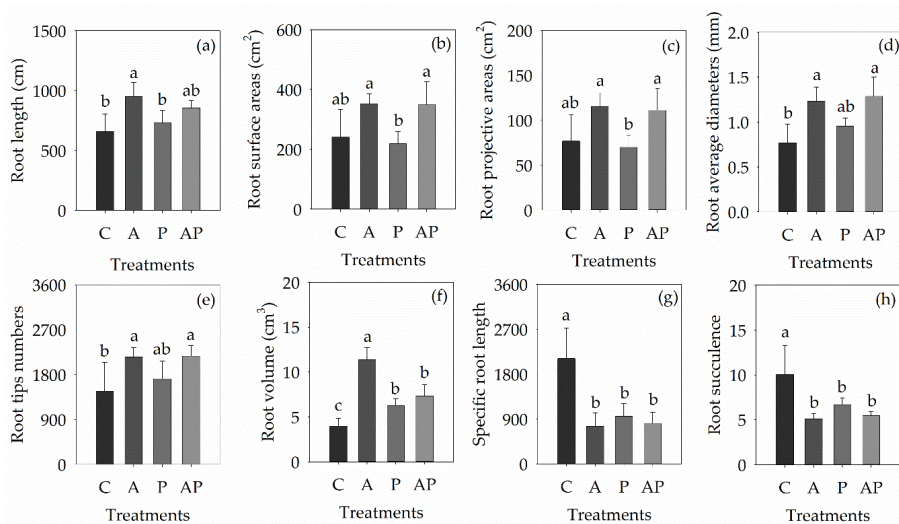 Root length (cm)
1500
1000
500
0
(a)
b
a
b
ab
C A P AP
Treatments
Root surface areas (cm²)
600
400
200
0
(b)
ab
a
b
a
C A P AP
Treatments
Root projective areas (cm²)
200
150
100
50
0
(c)
ab
a
b
a
C A P AP
Treatments
Root average diameters (mm)
2.0
1.5
1.0
0.5
0.0
(d)
b
a
ab
a
C A P AP
Treatments
Root tips numbers
3600
2700
1800
900
0
(e)
b
a
ab
a
C A P AP
Treatments
Root volume (cm³)
20
15
10
5
0
(f)
c
a
b
b
C A P AP
Treatments
Specific root length
3600
2700
1800
900
0
(g)
a
b
b
b
C A P AP
Treatments
Root succulence
20
15
10
5
0
(h)
a
b
b
b
C A P AP
Treatments